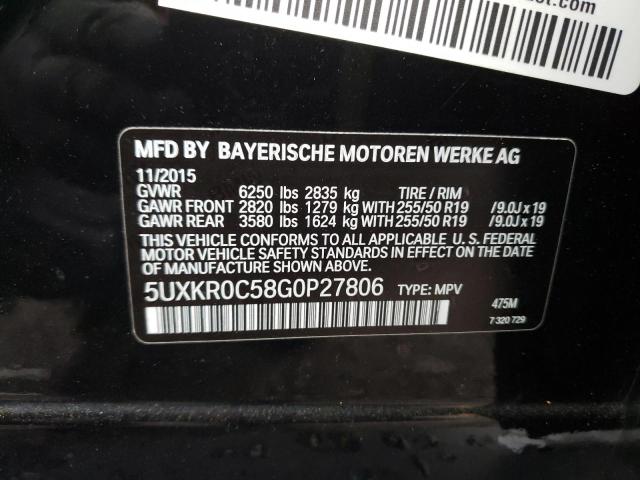 .com
MFD BY BAYERISCHE MOTOREN WERKE AG
11/2015
GVWR 6250 lbs 2835 kg TIRE / RIM
GAWR FRONT 2820 lbs 1279 kg WITH 255/50 R19 /9.0J x 19
GAWR REAR 3580 lbs 1624 kg WITH 255/50 R19 /9.0J x 19
THIS VEHICLE CONFORMS TO ALL APPLICABLE U. S. FEDERAL
MOTOR VEHICLE SAFETY STANDARDS IN EFFECT ON THE
DATE OF MANUFACTURE SHOWN ABOVE.
5UXKR0C58G0P27806 TYPE: MPV
475M
7 320 729